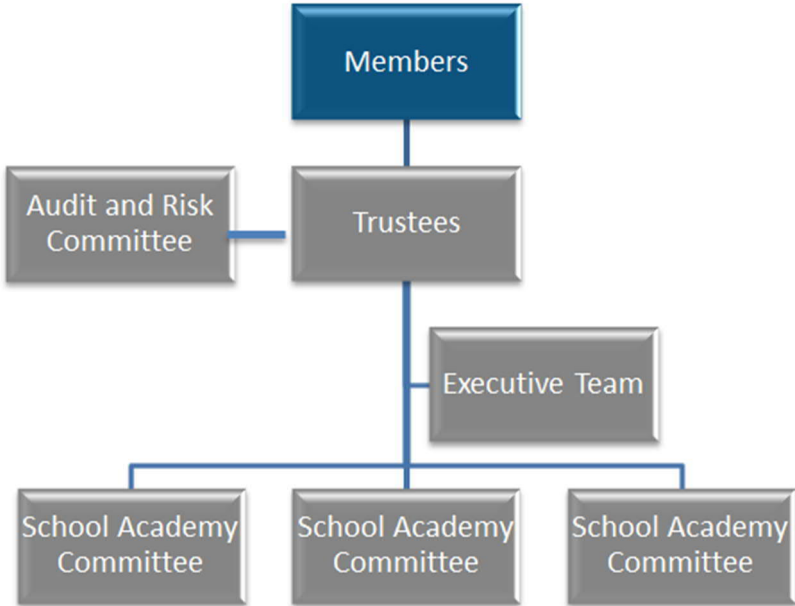 Members
Audit and Risk
Committee
Trustees
Executive Team
School Academy
Committee
School Academy
Committee
School Academy
Committee